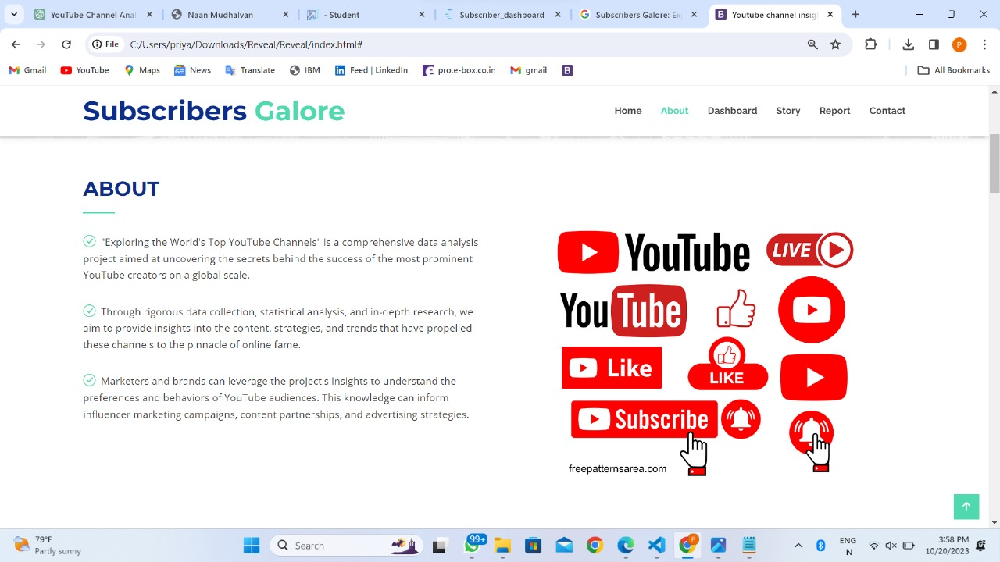 YouTube Channel Anal
Naan Mudhalvan
- Student
Subscriber_dashboard
Subscribers Galore: Ex
Youtube channel insig
File
C:/Users/priya/Downloads/Reveal/Reveal/index.html#
P
Gmail
YouTube
Maps
News
Translate
IBM
Feed | LinkedIn
pro.e-box.co.in
gmail
B
All Bookmarks
Subscribers Galore
Home
About
Dashboard
Story
Report
Contact
ABOUT
"Exploring the World's Top YouTube Channels" is a comprehensive data analysis
project aimed at uncovering the secrets behind the success of the most prominent
YouTube creators on a global scale.
Through rigorous data collection, statistical analysis, and in-depth research, we
aim to provide insights into the content, strategies, and trends that have propelled
these channels to the pinnacle of online fame.
Marketers and brands can leverage the project's insights to understand the
preferences and behaviors of YouTube audiences. This knowledge can inform
influencer marketing campaigns, content partnerships, and advertising strategies.
YouTube
LIVE
YouTube
Like
LIKE
Subscribe
freepatternsarea.com
79°F
Partly sunny
Search
99+
P
ENG
IN
3:58 PM
10/20/2023